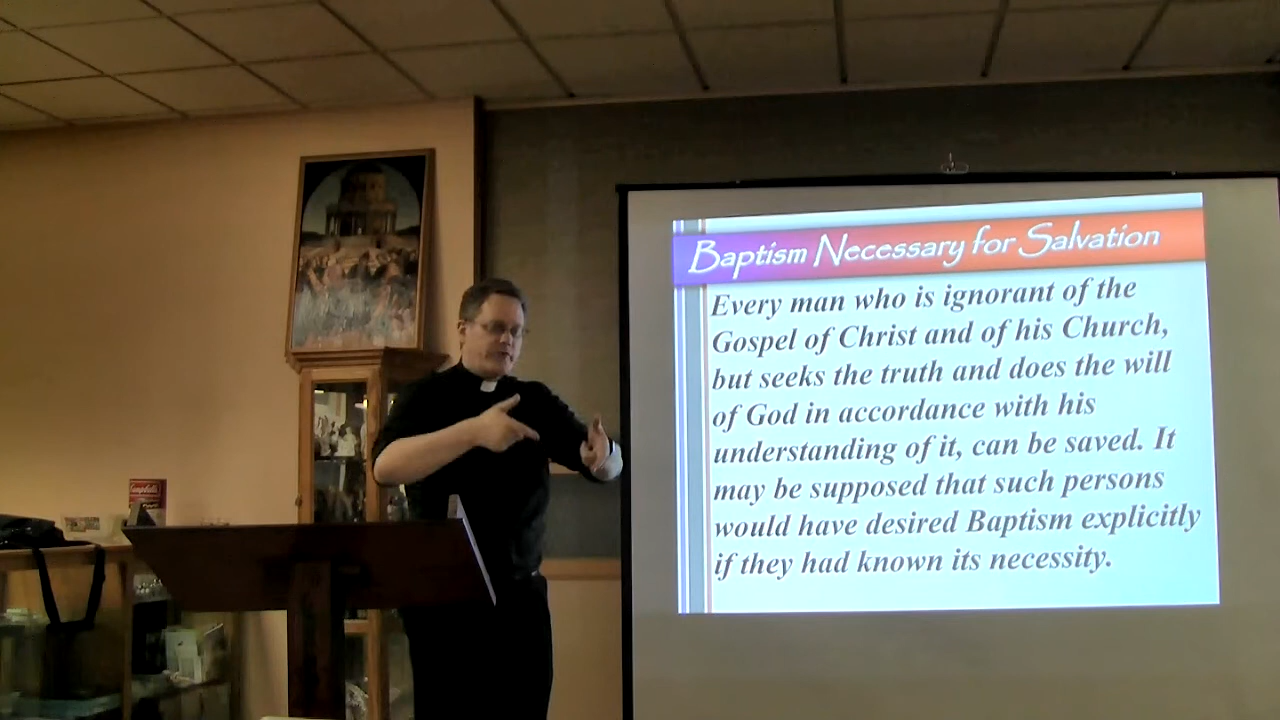 Baptism Necessary for Salvation
Every man who is ignorant of the
Gospel of Christ and of his Church,
but seeks the truth and does the will
of God in accordance with his
understanding of it, can be saved. It
may be supposed that such persons
would have desired Baptism explicitly
if they had known its necessity.
Campbell's